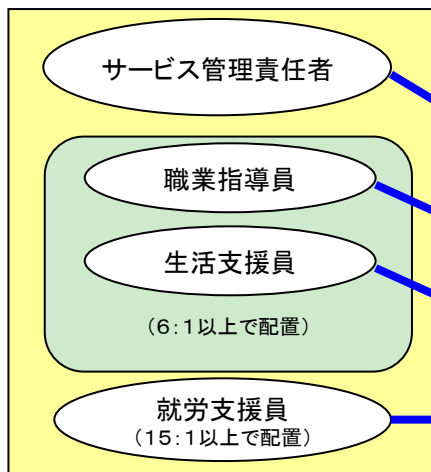 サービス管理責任者
職業指導員
生活支援員
（６：１以上で配置）
就労支援員
（１５：１以上で配置）